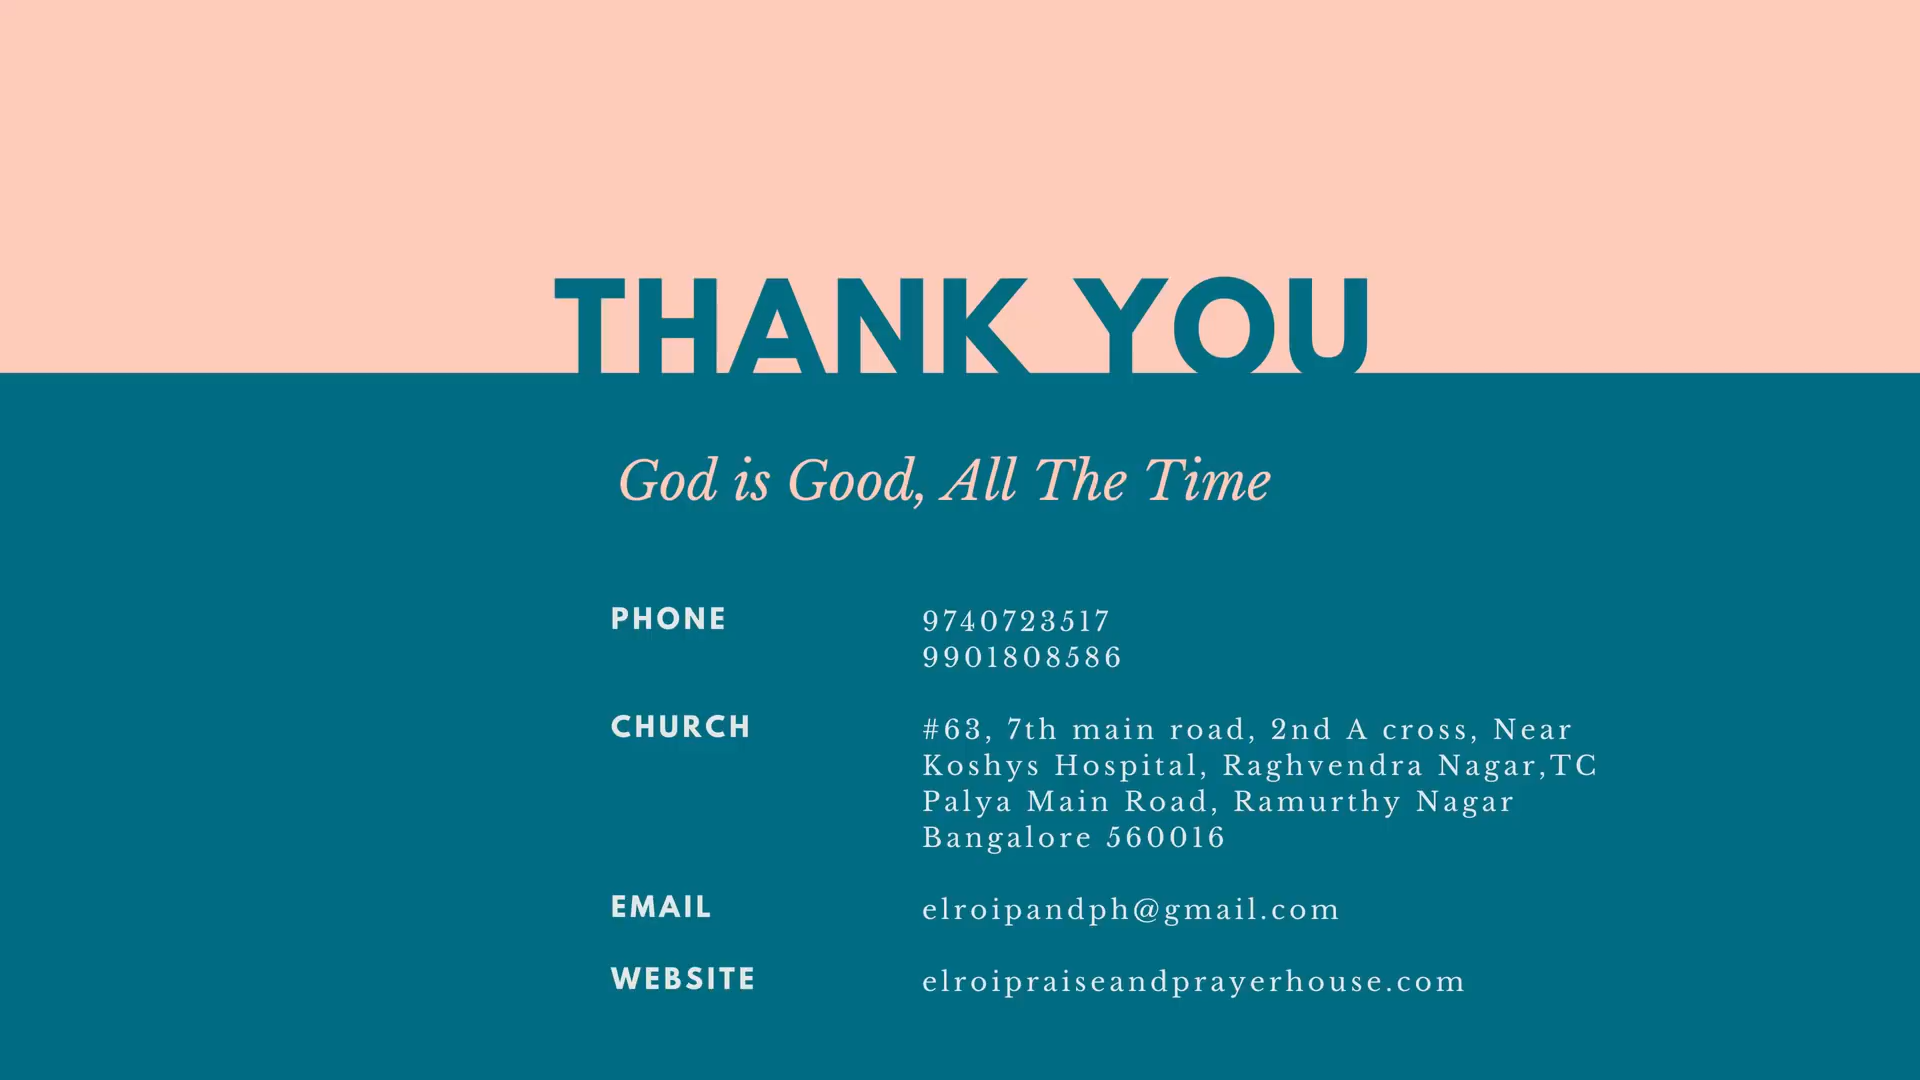 THANK YOU
God is Good, All The Time
PHONE
9740723517
9901808586
CHURCH
#63, 7th main road, 2nd A cross, Near
Koshys Hospital, Raghvendra Nagar,TC
Palya Main Road, Ramurthy Nagar
Bangalore 560016
EMAIL
elroipandph@gmail.com
WEBSITE
elroipraiseandprayerhouse.com